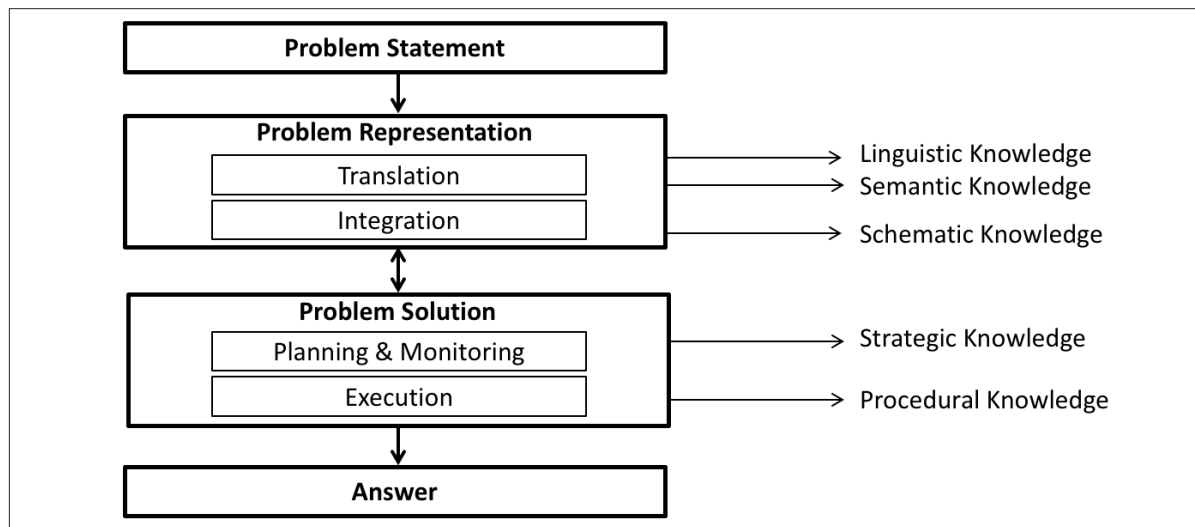 Problem Statement
Problem Representation
Translation
Integration
Linguistic Knowledge
Semantic Knowledge
Schematic Knowledge
Problem Solution
Planning & Monitoring
Execution
Strategic Knowledge
Procedural Knowledge
Answer